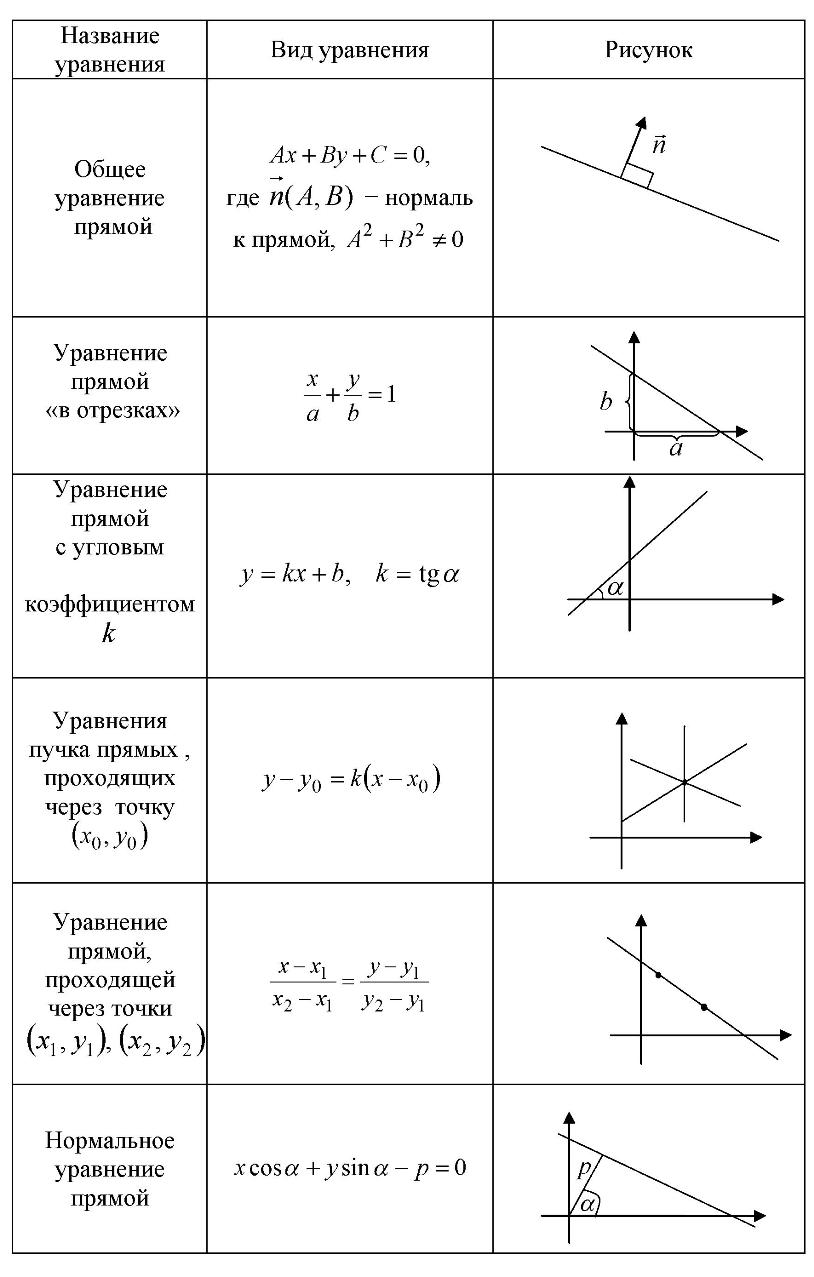 Название
уравнения
Вид уравнения
Рисунок
Общее
уравнение
прямой
Ax + By + C = 0,
где n⃗(A, B) − нормаль
к прямой, A² + B² ≠ 0
n⃗
Уравнение
прямой
«в отрезках»
x/a + y/b = 1
b
a
Уравнение
прямой
с угловым
коэффициентом
k
y = kx + b, k = tg α
α
Уравнения
пучка прямых ,
проходящих
через точку
(x₀, y₀)
y − y₀ = k(x − x₀)
Уравнение
прямой,
проходящей
через точки
(x₁, y₁), (x₂, y₂)
(x − x₁)/(x₂ − x₁) = (y − y₁)/(y₂ − y₁)
Нормальное
уравнение
прямой
x cos α + y sin α − p = 0
p
α